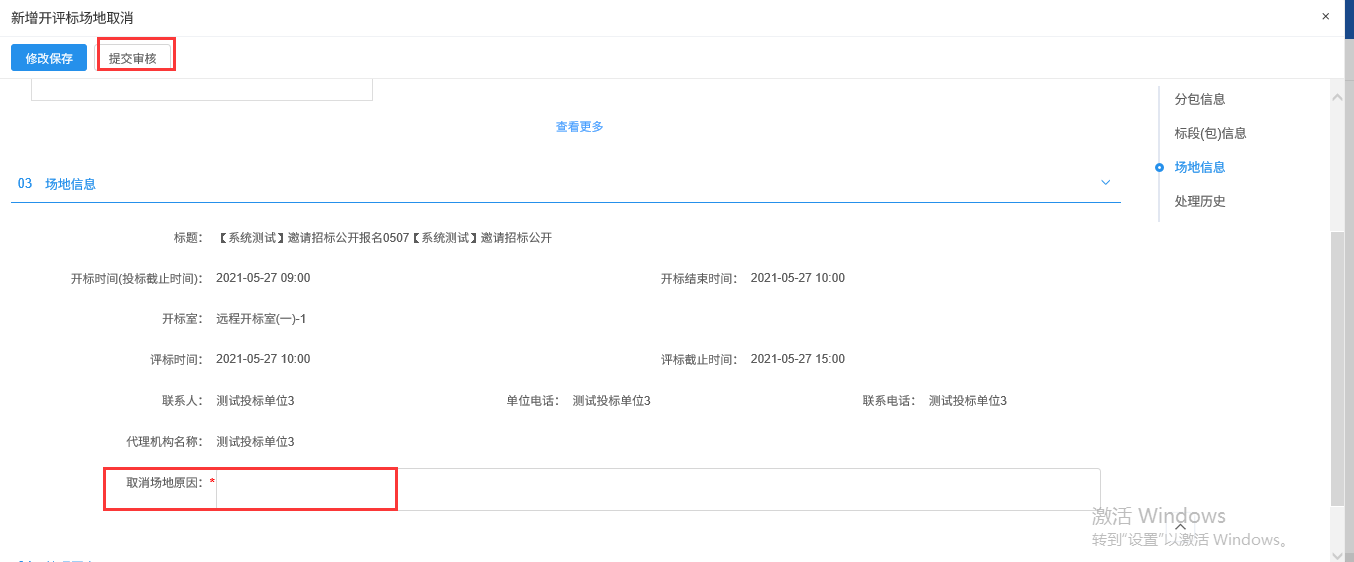 新增开评标场地取消
×
修改保存 提交审核
查看更多
分包信息
标段(包)信息
场地信息
处理历史
03 场地信息
标题: 【系统测试】邀请招标公开报名0507【系统测试】邀请招标公开
开标时间(投标截止时间): 2021-05-27 09:00 开标结束时间: 2021-05-27 10:00
开标室: 远程开标室(一)-1
评标时间: 2021-05-27 10:00 评标截止时间: 2021-05-27 15:00
联系人: 测试投标单位3 单位电话: 测试投标单位3 联系电话: 测试投标单位3
代理机构名称: 测试投标单位3
取消场地原因:*
激活 Windows
转到“设置”以激活 Windows。